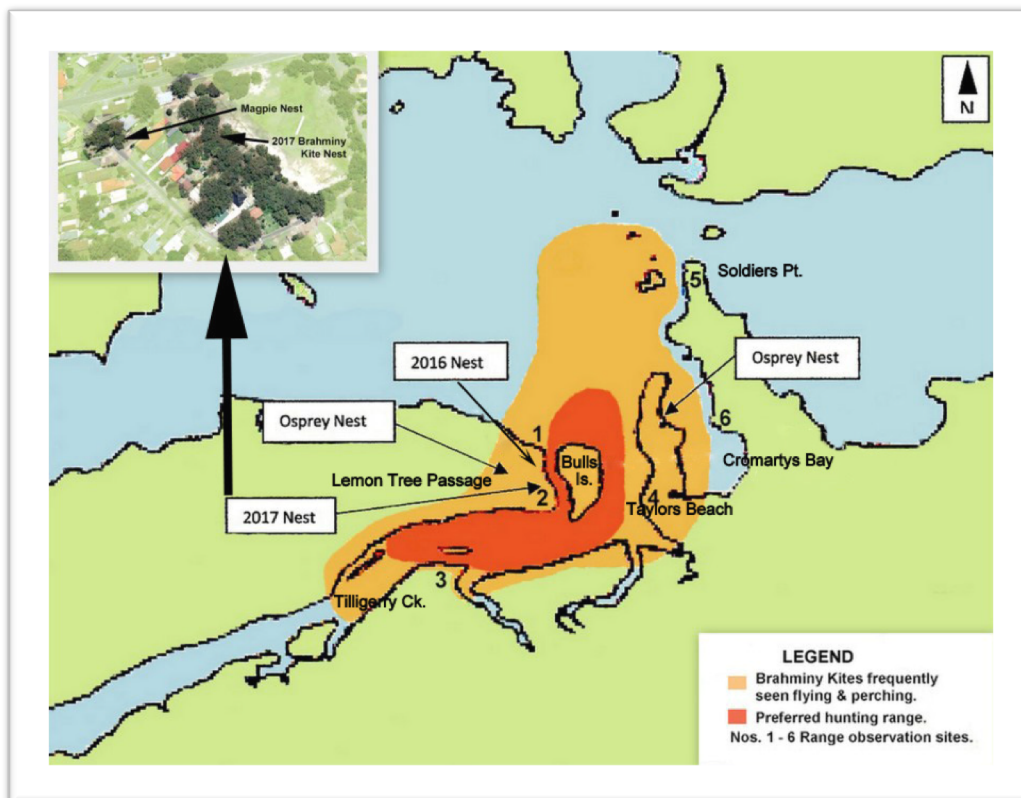 Magpie Nest
2017 Brahminy
Kite Nest
N
Soldiers Pt.
5
2016 Nest
Osprey Nest
Osprey Nest
6
1
Cromartys Bay
Bulls
Is.
Lemon Tree Passage
2
4
Taylors Beach
2017 Nest
3
Tilligerry Ck.
LEGEND
Brahminy Kites frequently
seen flying & perching.
Preferred hunting range.
Nos. 1 - 6 Range observation sites.